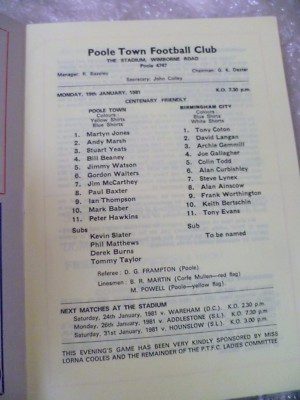 Poole Town Football Club
THE STADIUM, WIMBORNE ROAD
Poole 4747
Manager: R. Bazeley Chairman: G. K. Dexter
Secretary: John Colley
MONDAY, 19th JANUARY, 1981 K.O. 7.30 p.m.
CENTENARY FRIENDLY
POOLE TOWN BIRMINGHAM CITY
Colours Colours
Yellow Shirts Blue Shirts
Blue Shorts White Shorts
1. Martyn Jones 1. Tony Coton
2. Andy Marsh 2. David Langan
3. Stuart Yeats 3. Archie Gemmill
4. Bill Beaney 4. Joe Gallagher
5. Jimmy Watson 5. Colin Todd
6. Gordon Walters 6. Alan Curbishley
7. Jim McCarthey 7. Steve Lynex
8. Paul Baxter 8. Alan Ainscow
9. Ian Thompson 9. Frank Worthington
10. Mark Baber 10. Keith Bertschin
11. Peter Hawkins 11. Tony Evans
Subs Sub
Kevin Slater To be named
Phil Matthews
Derek Burns
Tommy Taylor
Referee: D. G. FRAMPTON (Poole)
Linesmen: B. R. MARTIN (Corfe Mullen—red flag)
M. POWELL (Poole—yellow flag).
NEXT MATCHES AT THE STADIUM
Saturday, 24th January, 1981 v. WAREHAM (D.C.). K.O. 2.30 p.m.
Monday, 26th January, 1981 v. ADDLESTONE (S.L.). K.O. 7.30 p.m
Saturday, 31st January, 1981 v. HOUNSLOW (S.L.). K.O. 3.00 p.m
THIS EVENING'S GAME HAS BEEN VERY KINDLY SPONSORED BY MISS
LORNA COOLES AND THE REMAINDER OF THE P.T.F.C. LADIES COMMITTEE